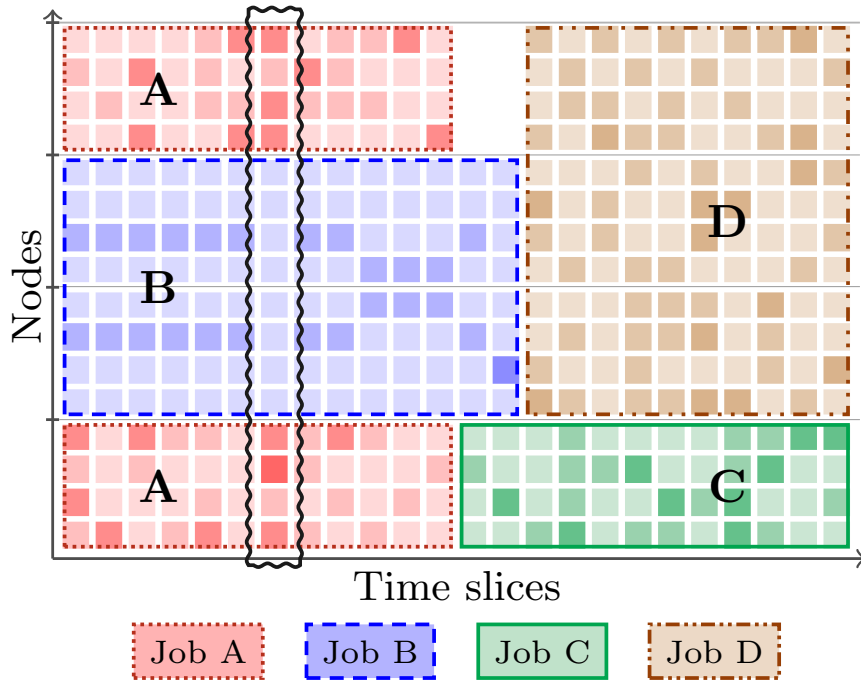 A
D
B
Nodes
A
C
Time slices
Job A
Job B
Job C
Job D